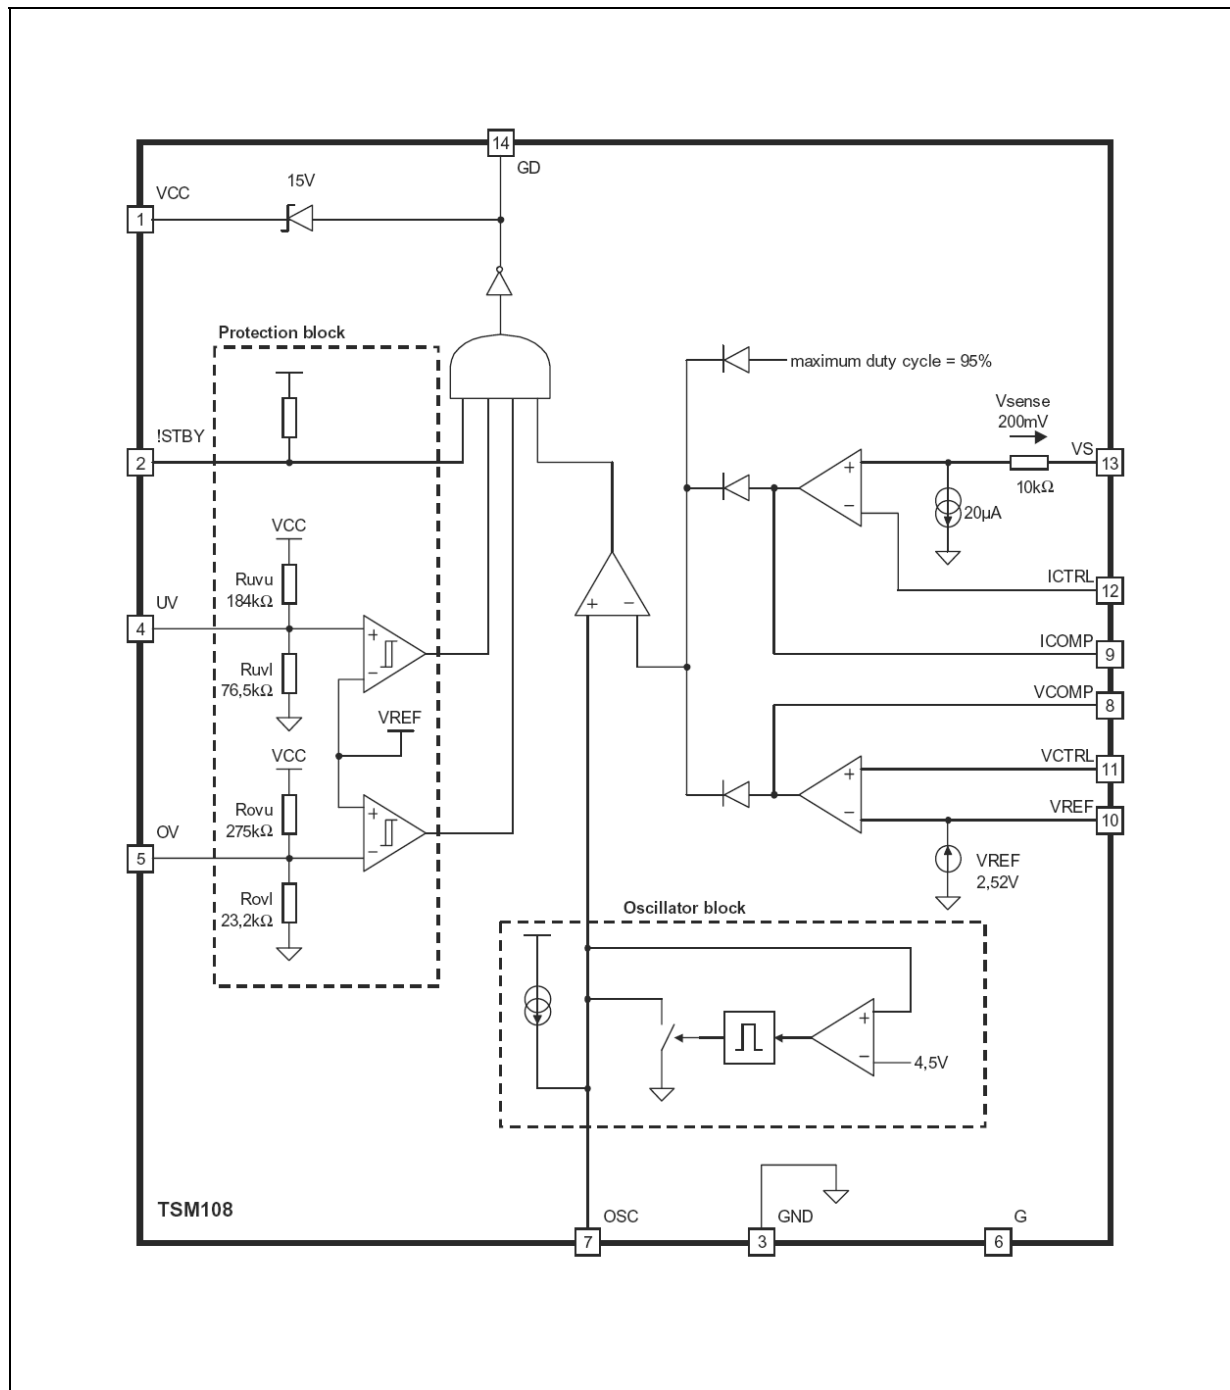 14
GD
15V
VCC
1
Protection block
maximum duty cycle = 95%
Vsense
200mV
!STBY
VS
2
13
+
10kΩ
−
20µA
VCC
Ruvu
184kΩ
ICTRL
12
UV
4
+ −
+
ICOMP
9
Ruvl
76,5kΩ
−
VCOMP
8
VREF
VCC
VCTRL
11
+
Rovu
275kΩ
VREF
10
−
+
OV
5
−
VREF
2,52V
Rovl
23,2kΩ
Oscillator block
+
−
4,5V
TSM108
OSC
GND
G
7
3
6